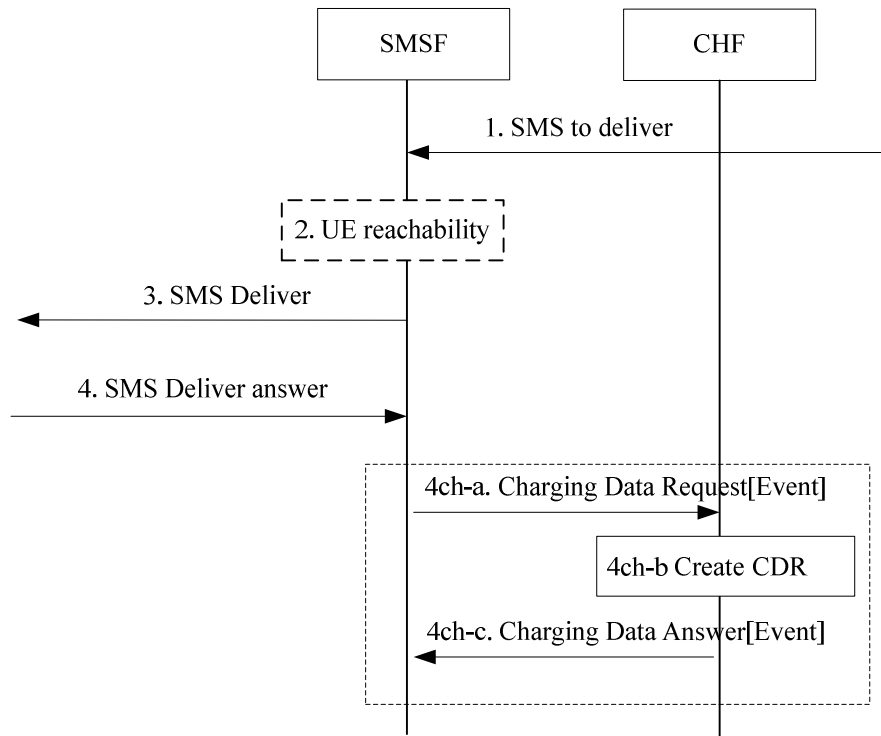 SMSF
CHF
1. SMS to deliver
2. UE reachability
3. SMS Deliver
4. SMS Deliver answer
4ch-a. Charging Data Request[Event]
4ch-b Create CDR
4ch-c. Charging Data Answer[Event]